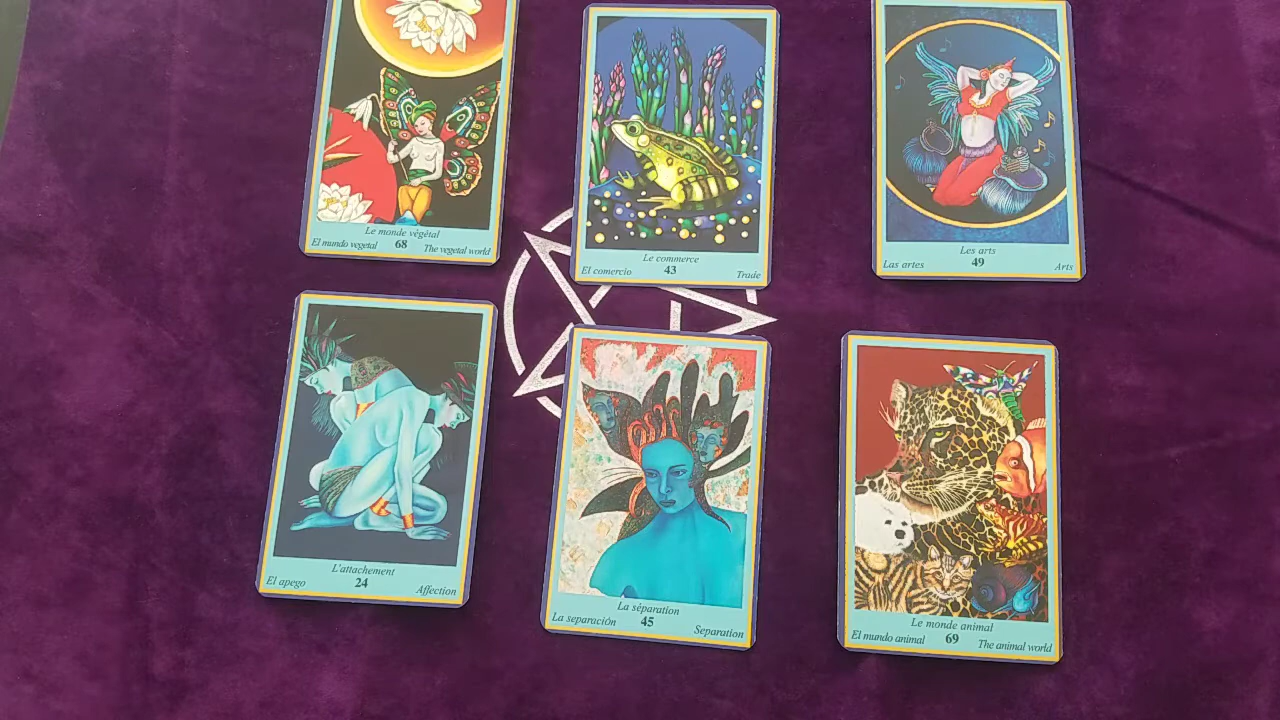 Le monde végétal
El mundo vegetal 68 The vegetal world
Le commerce
El comercio 43 Trade
Les arts
Las artes 49 Arts
L'attachement
El apego 24 Affection
La séparation
La separación 45 Separation
Le monde animal
El mundo animal 69 The animal world